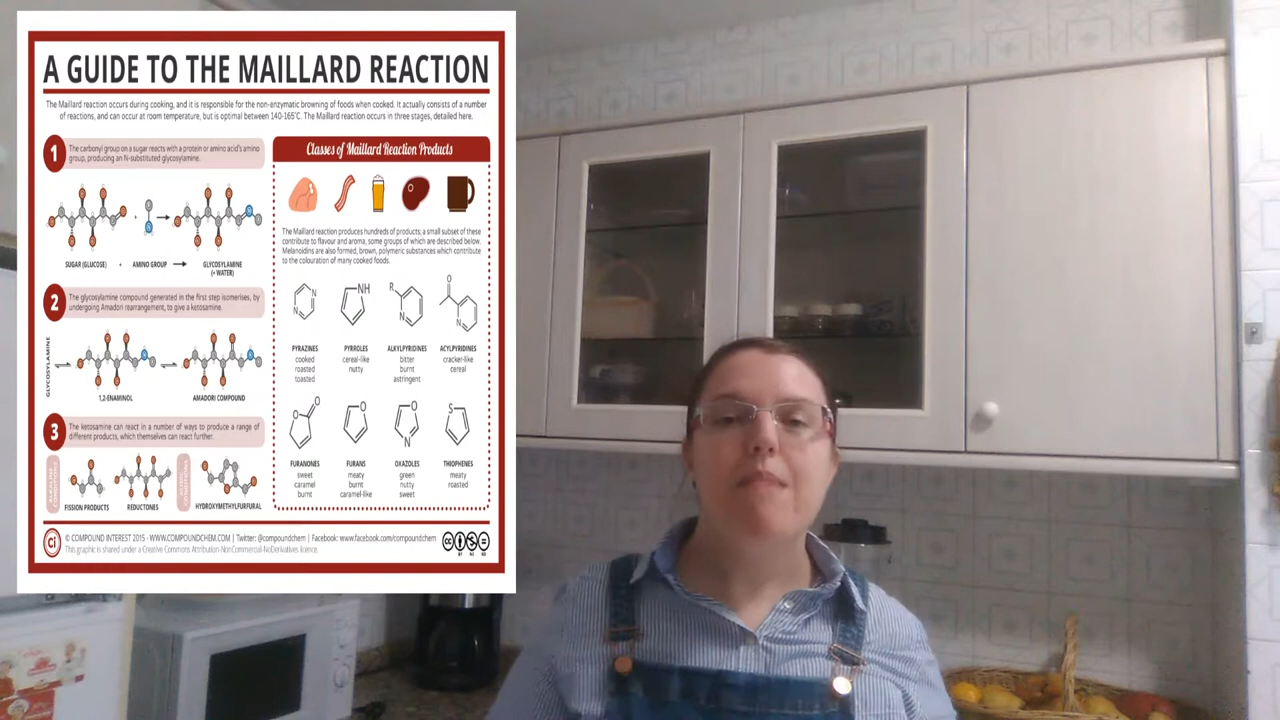 A GUIDE TO THE MAILLARD REACTION
The Maillard reaction occurs during cooking, and it is responsible for the non-enzymatic browning of foods when cooked. It actually consists of a number
of reactions, and can occur at room temperature, but is optimal between 140-165°C. The Maillard reaction occurs in three stages, detailed here.
1
The carbonyl group on a sugar reacts with a protein or amino acid's amino
group, producing an N-substituted glycosylamine.
SUGAR (GLUCOSE) + AMINO GROUP
GLYCOSYLAMINE
(+ WATER)
2
The glycosylamine compound generated in the first step isomerises, by
undergoing Amadori rearrangement, to give a ketosamine.
GLYCOSYLAMINE
1,2-ENAMINOL
AMADORI COMPOUND
3
The ketosamine can react in a number of ways to produce a range of
different products, which themselves can react further.
FISSION PRODUCTS
REDUCTONES
HYDROXYMETHYLFURFURAL
Classes of Maillard Reaction Products
The Maillard reaction produces hundreds of products; a small subset of these
contribute to flavour and aroma, some groups of which are described below.
Melanoidins are also formed, brown, polymeric substances which contribute
to the colouration of many cooked foods.
N
N
NH
R
N
O
N
PYRAZINES
cooked
roasted
toasted
PYRROLES
cereal-like
nutty
ALKYLPYRIDINES
bitter
burnt
astringent
ACYLPYRIDINES
cracker-like
cereal
O
O
O
O
N
S
FURANONES
sweet
caramel
burnt
FURANS
meaty
burnt
caramel-like
OXAZOLES
green
nutty
sweet
THIOPHENES
meaty
roasted
Ci
© COMPOUND INTEREST 2015 - WWW.COMPOUNDCHEM.COM | Twitter: @compoundchem | Facebook: www.facebook.com/compoundchem
This graphic is shared under a Creative Commons Attribution-NonCommercial-NoDerivatives licence.